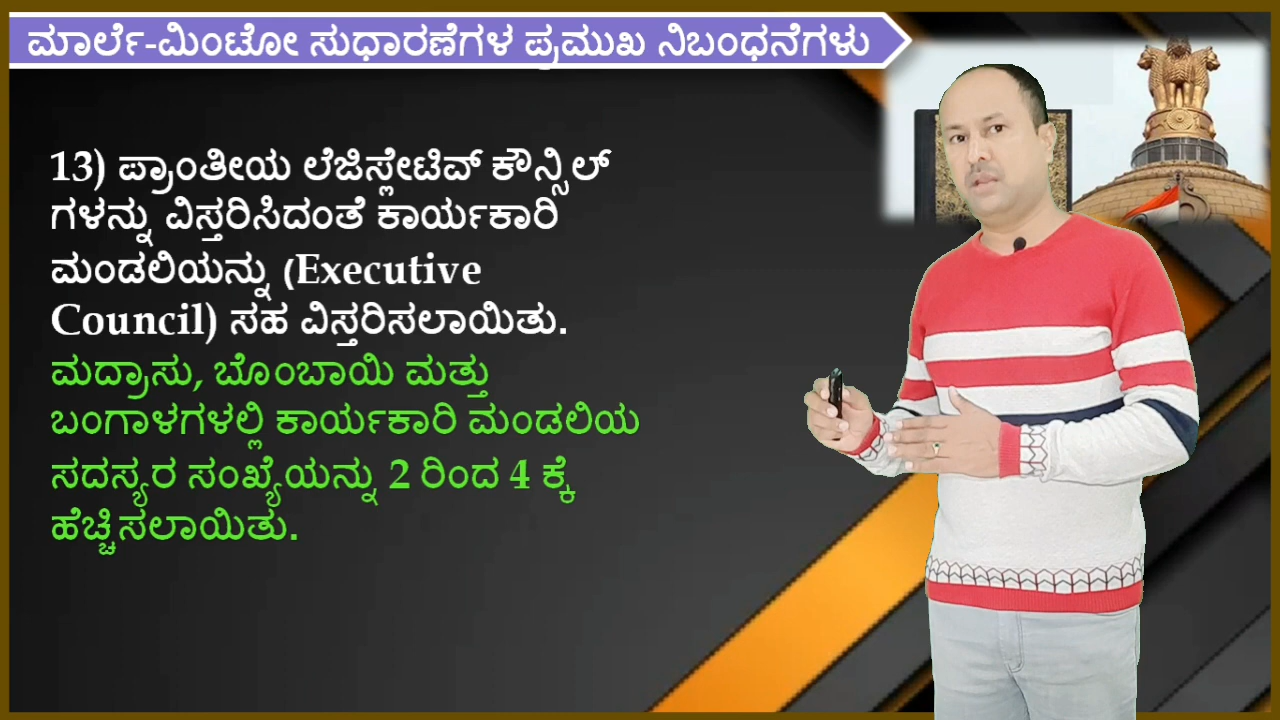 ಮಾರ್ಲೆ-ಮಿಂಟೋ ಸುಧಾರಣೆಗಳ ಪ್ರಮುಖ ನಿಬಂಧನೆಗಳು
13) ಪ್ರಾಂತೀಯ ಲೆಜಿಸ್ಲೇಟಿವ್ ಕೌನ್ಸಿಲ್
ಗಳನ್ನು ವಿಸ್ತರಿಸಿದಂತೆ ಕಾರ್ಯಕಾರಿ
ಮಂಡಲಿಯನ್ನು (Executive
Council) ಸಹ ವಿಸ್ತರಿಸಲಾಯಿತು.
ಮದ್ರಾಸು, ಬೊಂಬಾಯಿ ಮತ್ತು
ಬಂಗಾಳಗಳಲ್ಲಿ ಕಾರ್ಯಕಾರಿ ಮಂಡಲಿಯ
ಸದಸ್ಯರ ಸಂಖ್ಯೆಯನ್ನು 2 ರಿಂದ 4 ಕ್ಕೆ
ಹೆಚ್ಚಿಸಲಾಯಿತು.